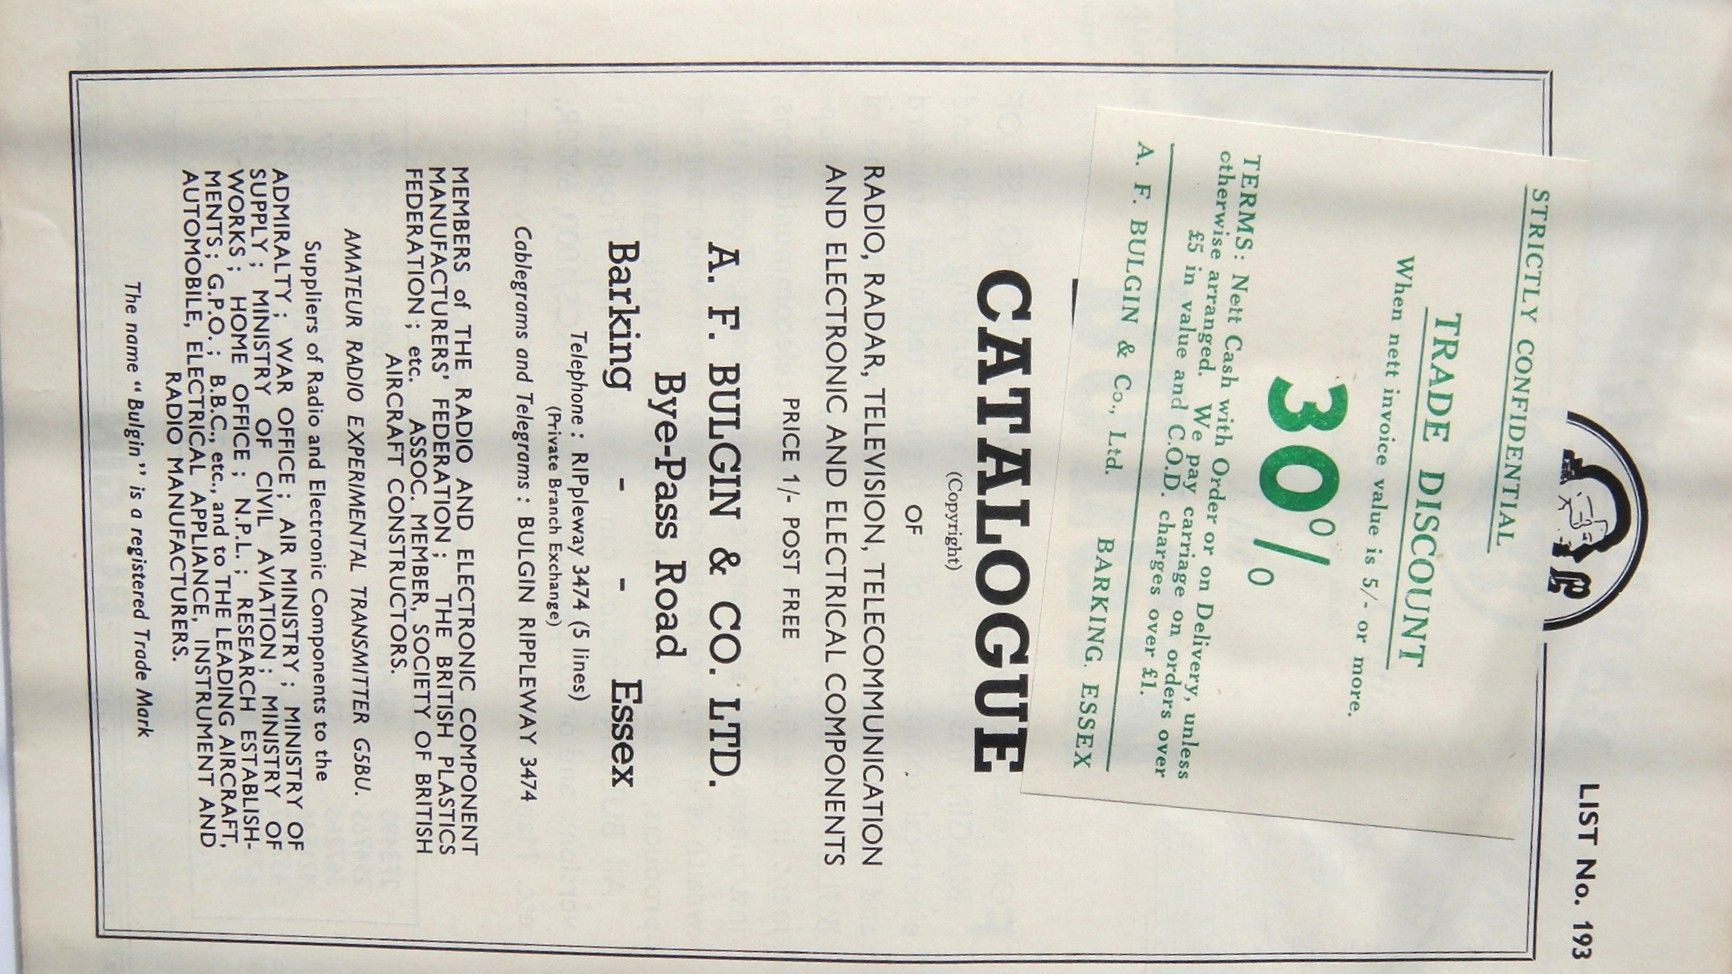 LIST No. 193
STRICTLY CONFIDENTIAL
TRADE DISCOUNT
When nett invoice value is 5/- or more.
30%
TERMS: Nett Cash with Order or on Delivery, unless
otherwise arranged. We pay carriage on orders over
£5 in value and C.O.D. charges over £1.
A. F. BULGIN & Co., Ltd. BARKING. ESSEX
CATALOGUE
(Copyright)
OF
RADIO, RADAR, TELEVISION, TELECOMMUNICATION
AND ELECTRONIC AND ELECTRICAL COMPONENTS
PRICE 1/- POST FREE
A. F. BULGIN & CO. LTD.
Bye-Pass Road
Barking - - Essex
Telephone : RIPpleway 3474 (5 lines)
(Private Branch Exchange)
Cablegrams and Telegrams : BULGIN RIPPLEWAY 3474
MEMBERS of THE RADIO AND ELECTRONIC COMPONENT
MANUFACTURERS' FEDERATION ; THE BRITISH PLASTICS
FEDERATION ; etc. ASSOC. MEMBER, SOCIETY OF BRITISH
AIRCRAFT CONSTRUCTORS.
AMATEUR RADIO EXPERIMENTAL TRANSMITTER G5BU.
Suppliers of Radio and Electronic Components to the
ADMIRALTY ; WAR OFFICE ; AIR MINISTRY ; MINISTRY OF
SUPPLY ; MINISTRY OF CIVIL AVIATION ; MINISTRY OF
WORKS ; HOME OFFICE ; N.P.L. ; RESEARCH ESTABLISH-
MENTS ; G.P.O. ; B.B.C., etc., and to THE LEADING AIRCRAFT,
AUTOMOBILE, ELECTRICAL APPLIANCE, INSTRUMENT AND
RADIO MANUFACTURERS.
The name "Bulgin" is a registered Trade Mark